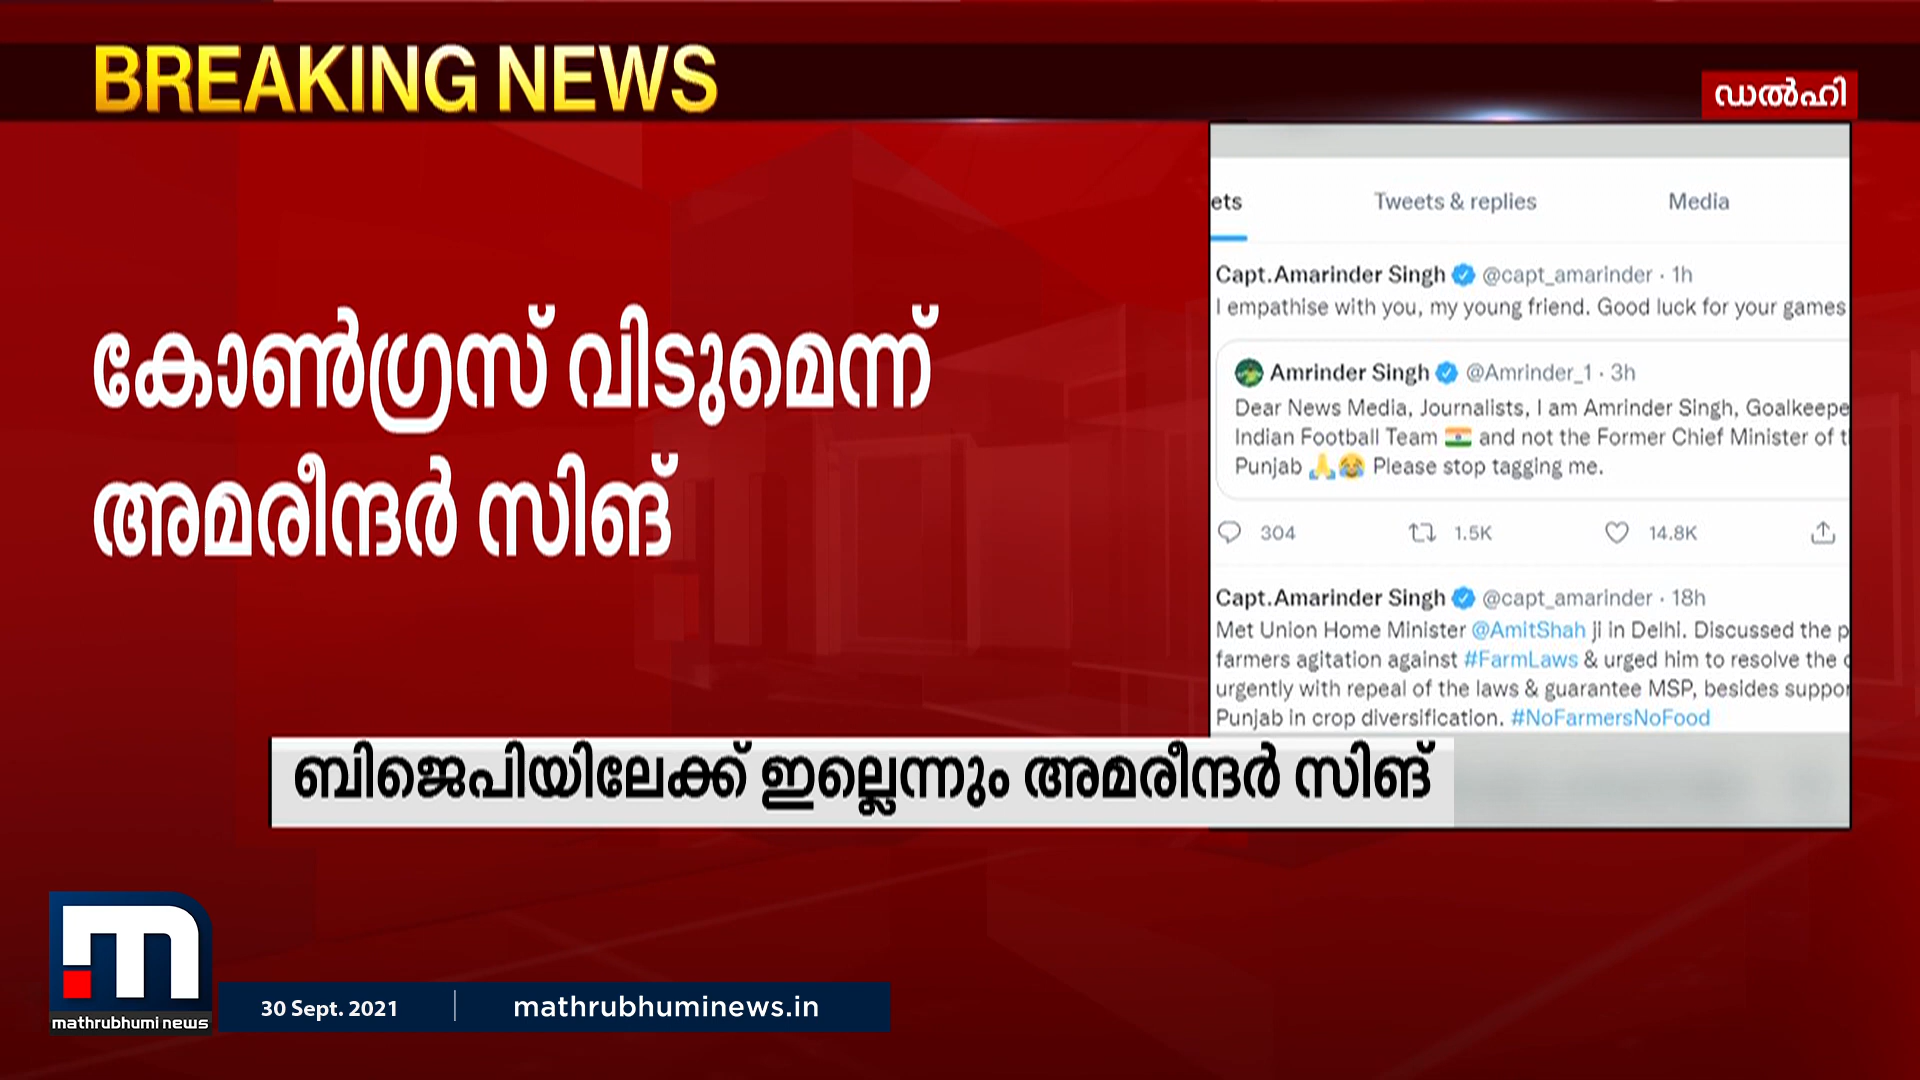 BREAKING NEWS
ഡൽഹി
കോൺഗ്രസ് വിടുമെന്ന്
അമരീന്ദർ സിങ്
ets Tweets & replies Media
Capt.Amarinder Singh @capt_amarinder · 1h
I empathise with you, my young friend. Good luck for your games
Amrinder Singh @Amrinder_1 · 3h
Dear News Media, Journalists, I am Amrinder Singh, Goalkeepe
Indian Football Team 🇮🇳 and not the Former Chief Minister of t
Punjab 🙏😂 Please stop tagging me.
304 1.5K 14.8K
Capt.Amarinder Singh @capt_amarinder · 18h
Met Union Home Minister @AmitShah ji in Delhi. Discussed the p
farmers agitation against #FarmLaws & urged him to resolve the c
urgently with repeal of the laws & guarantee MSP, besides suppor
Punjab in crop diversification. #NoFarmersNoFood
ബിജെപിയിലേക്ക് ഇല്ലെന്നും അമരീന്ദർ സിങ്
m
mathrubhumi news
30 Sept. 2021 mathrubhuminews.in